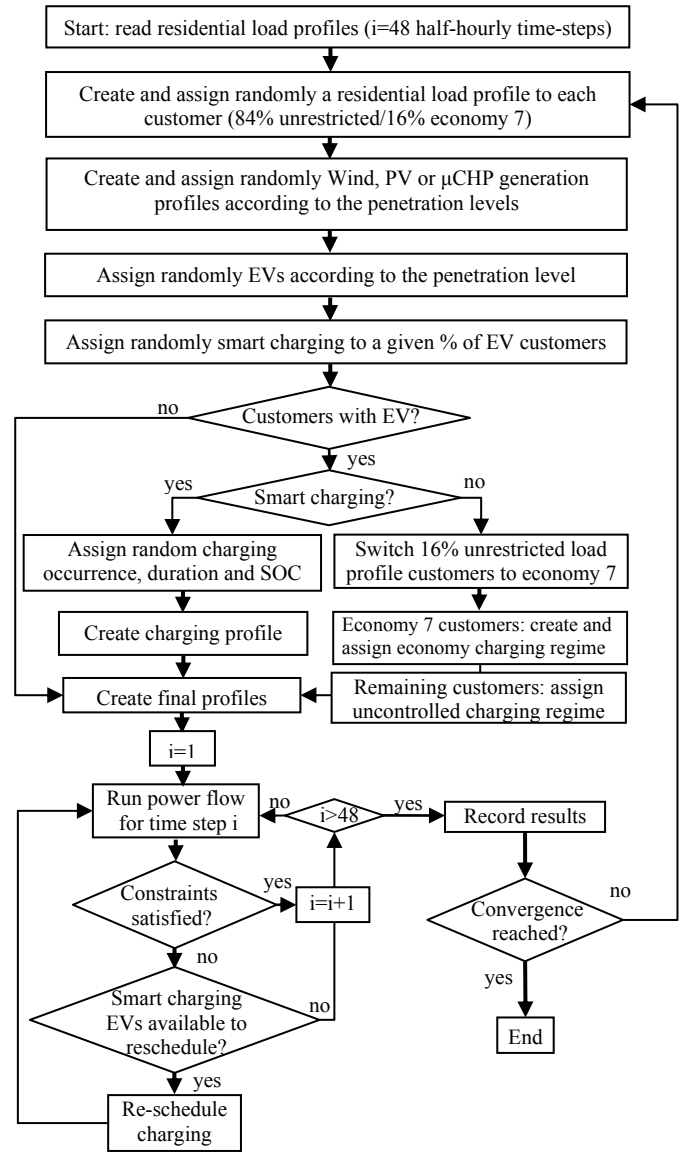 Start: read residential load profiles (i=48 half-hourly time-steps)
Create and assign randomly a residential load profile to each
customer (84% unrestricted/16% economy 7)
Create and assign randomly Wind, PV or µCHP generation
profiles according to the penetration levels
Assign randomly EVs according to the penetration level
Assign randomly smart charging to a given % of EV customers
no
Customers with EV?
yes
yes
Smart charging?
no
Assign random charging
occurrence, duration and SOC
Switch 16% unrestricted load
profile customers to economy 7
Create charging profile
Economy 7 customers: create and
assign economy charging regime
Create final profiles
Remaining customers: assign
uncontrolled charging regime
i=1
Run power flow
for time step i
no
i>48
yes
Record results
Constraints
satisfied?
yes
i=i+1
no
Convergence
reached?
no
yes
Smart charging
EVs available to
reschedule?
no
End
yes
Re-schedule
charging